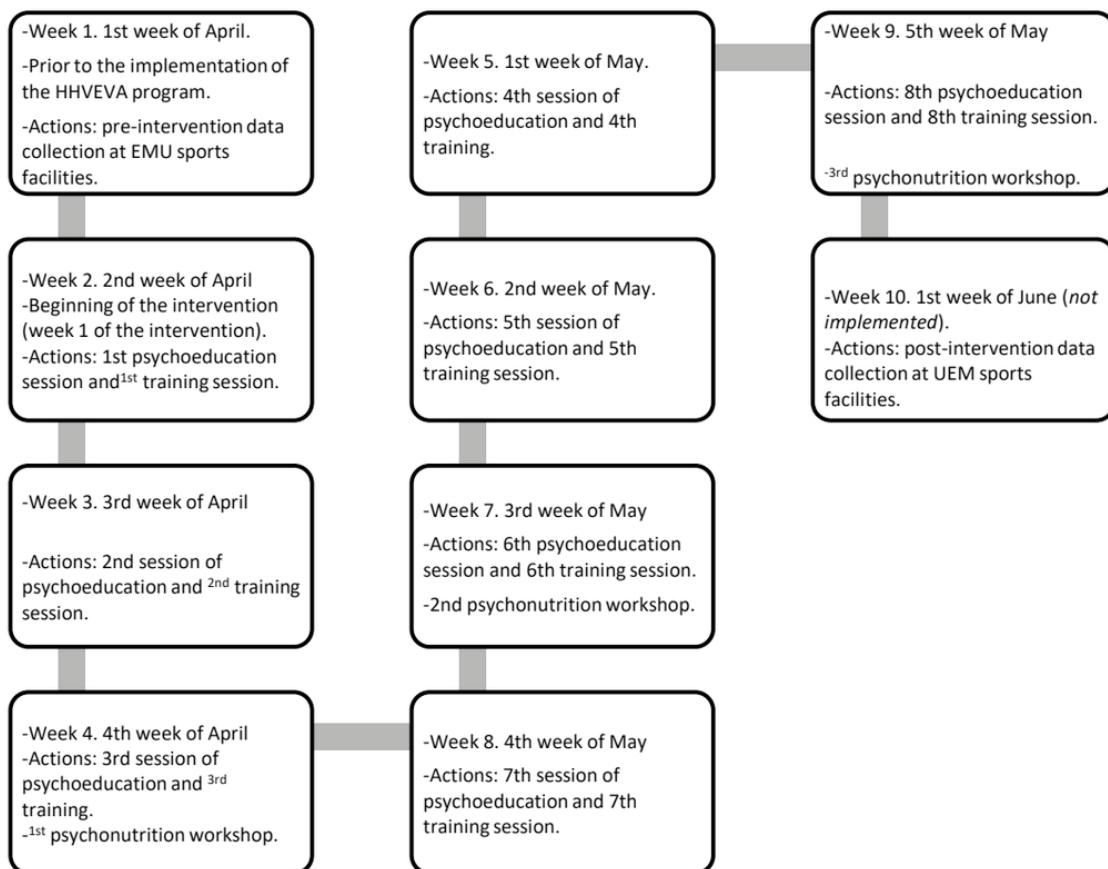 -Week 1. 1st week of April.
-Prior to the implementation of
the HHVEVA program.
-Actions: pre-intervention data
collection at EMU sports
facilities.
-Week 2. 2nd week of April
-Beginning of the intervention
(week 1 of the intervention).
-Actions: 1st psychoeducation
session and1st training session.
-Week 3. 3rd week of April
-Actions: 2nd session of
psychoeducation and 2nd training
session.
-Week 4. 4th week of April
-Actions: 3rd session of
psychoeducation and 3rd
training.
-1st psychonutrition workshop.
-Week 5. 1st week of May.
-Actions: 4th session of
psychoeducation and 4th
training.
-Week 6. 2nd week of May.
-Actions: 5th session of
psychoeducation and 5th
training session.
-Week 7. 3rd week of May
-Actions: 6th psychoeducation
session and 6th training session.
-2nd psychonutrition workshop.
-Week 8. 4th week of May
-Actions: 7th session of
psychoeducation and 7th
training session.
-Week 9. 5th week of May
-Actions: 8th psychoeducation
session and 8th training session.
-3rd psychonutrition workshop.
-Week 10. 1st week of June (not
implemented).
-Actions: post-intervention data
collection at UEM sports
facilities.